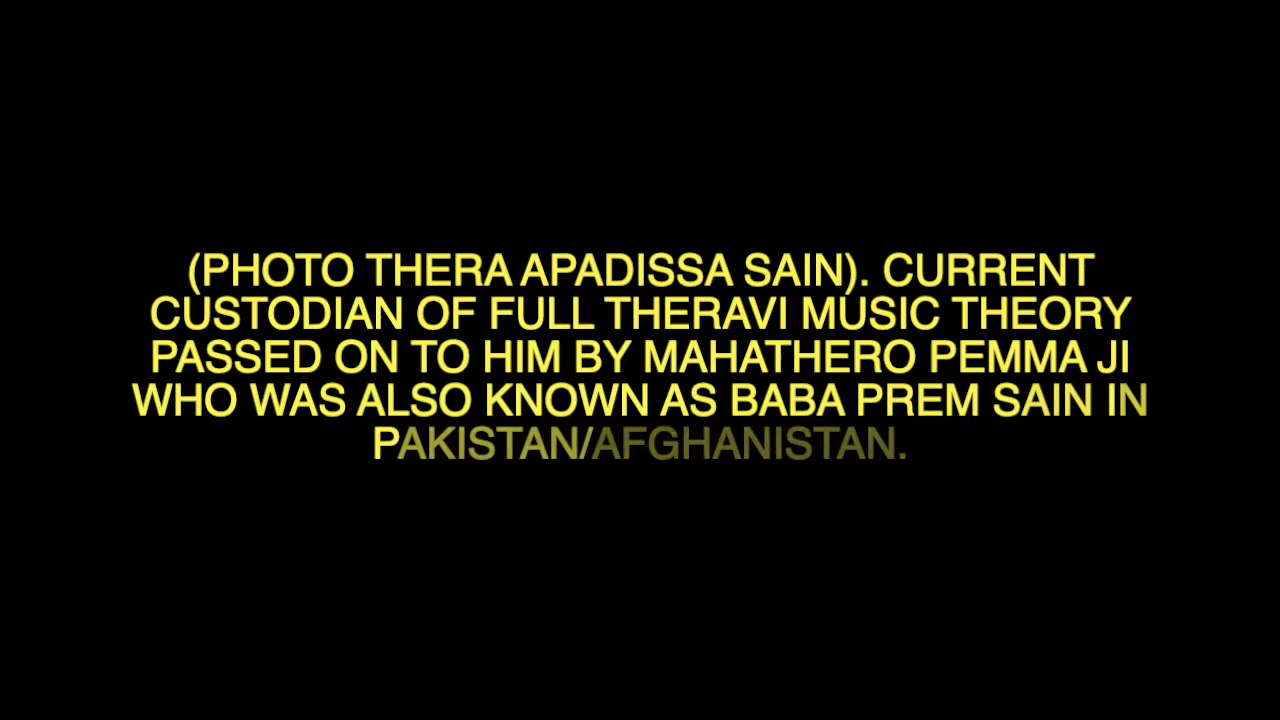 (PHOTO THERA APADISSA SAIN). CURRENT
CUSTODIAN OF FULL THERAVI MUSIC THEORY
PASSED ON TO HIM BY MAHATHERO PEMMA JI
WHO WAS ALSO KNOWN AS BABA PREM SAIN IN
PAKISTAN/AFGHANISTAN.